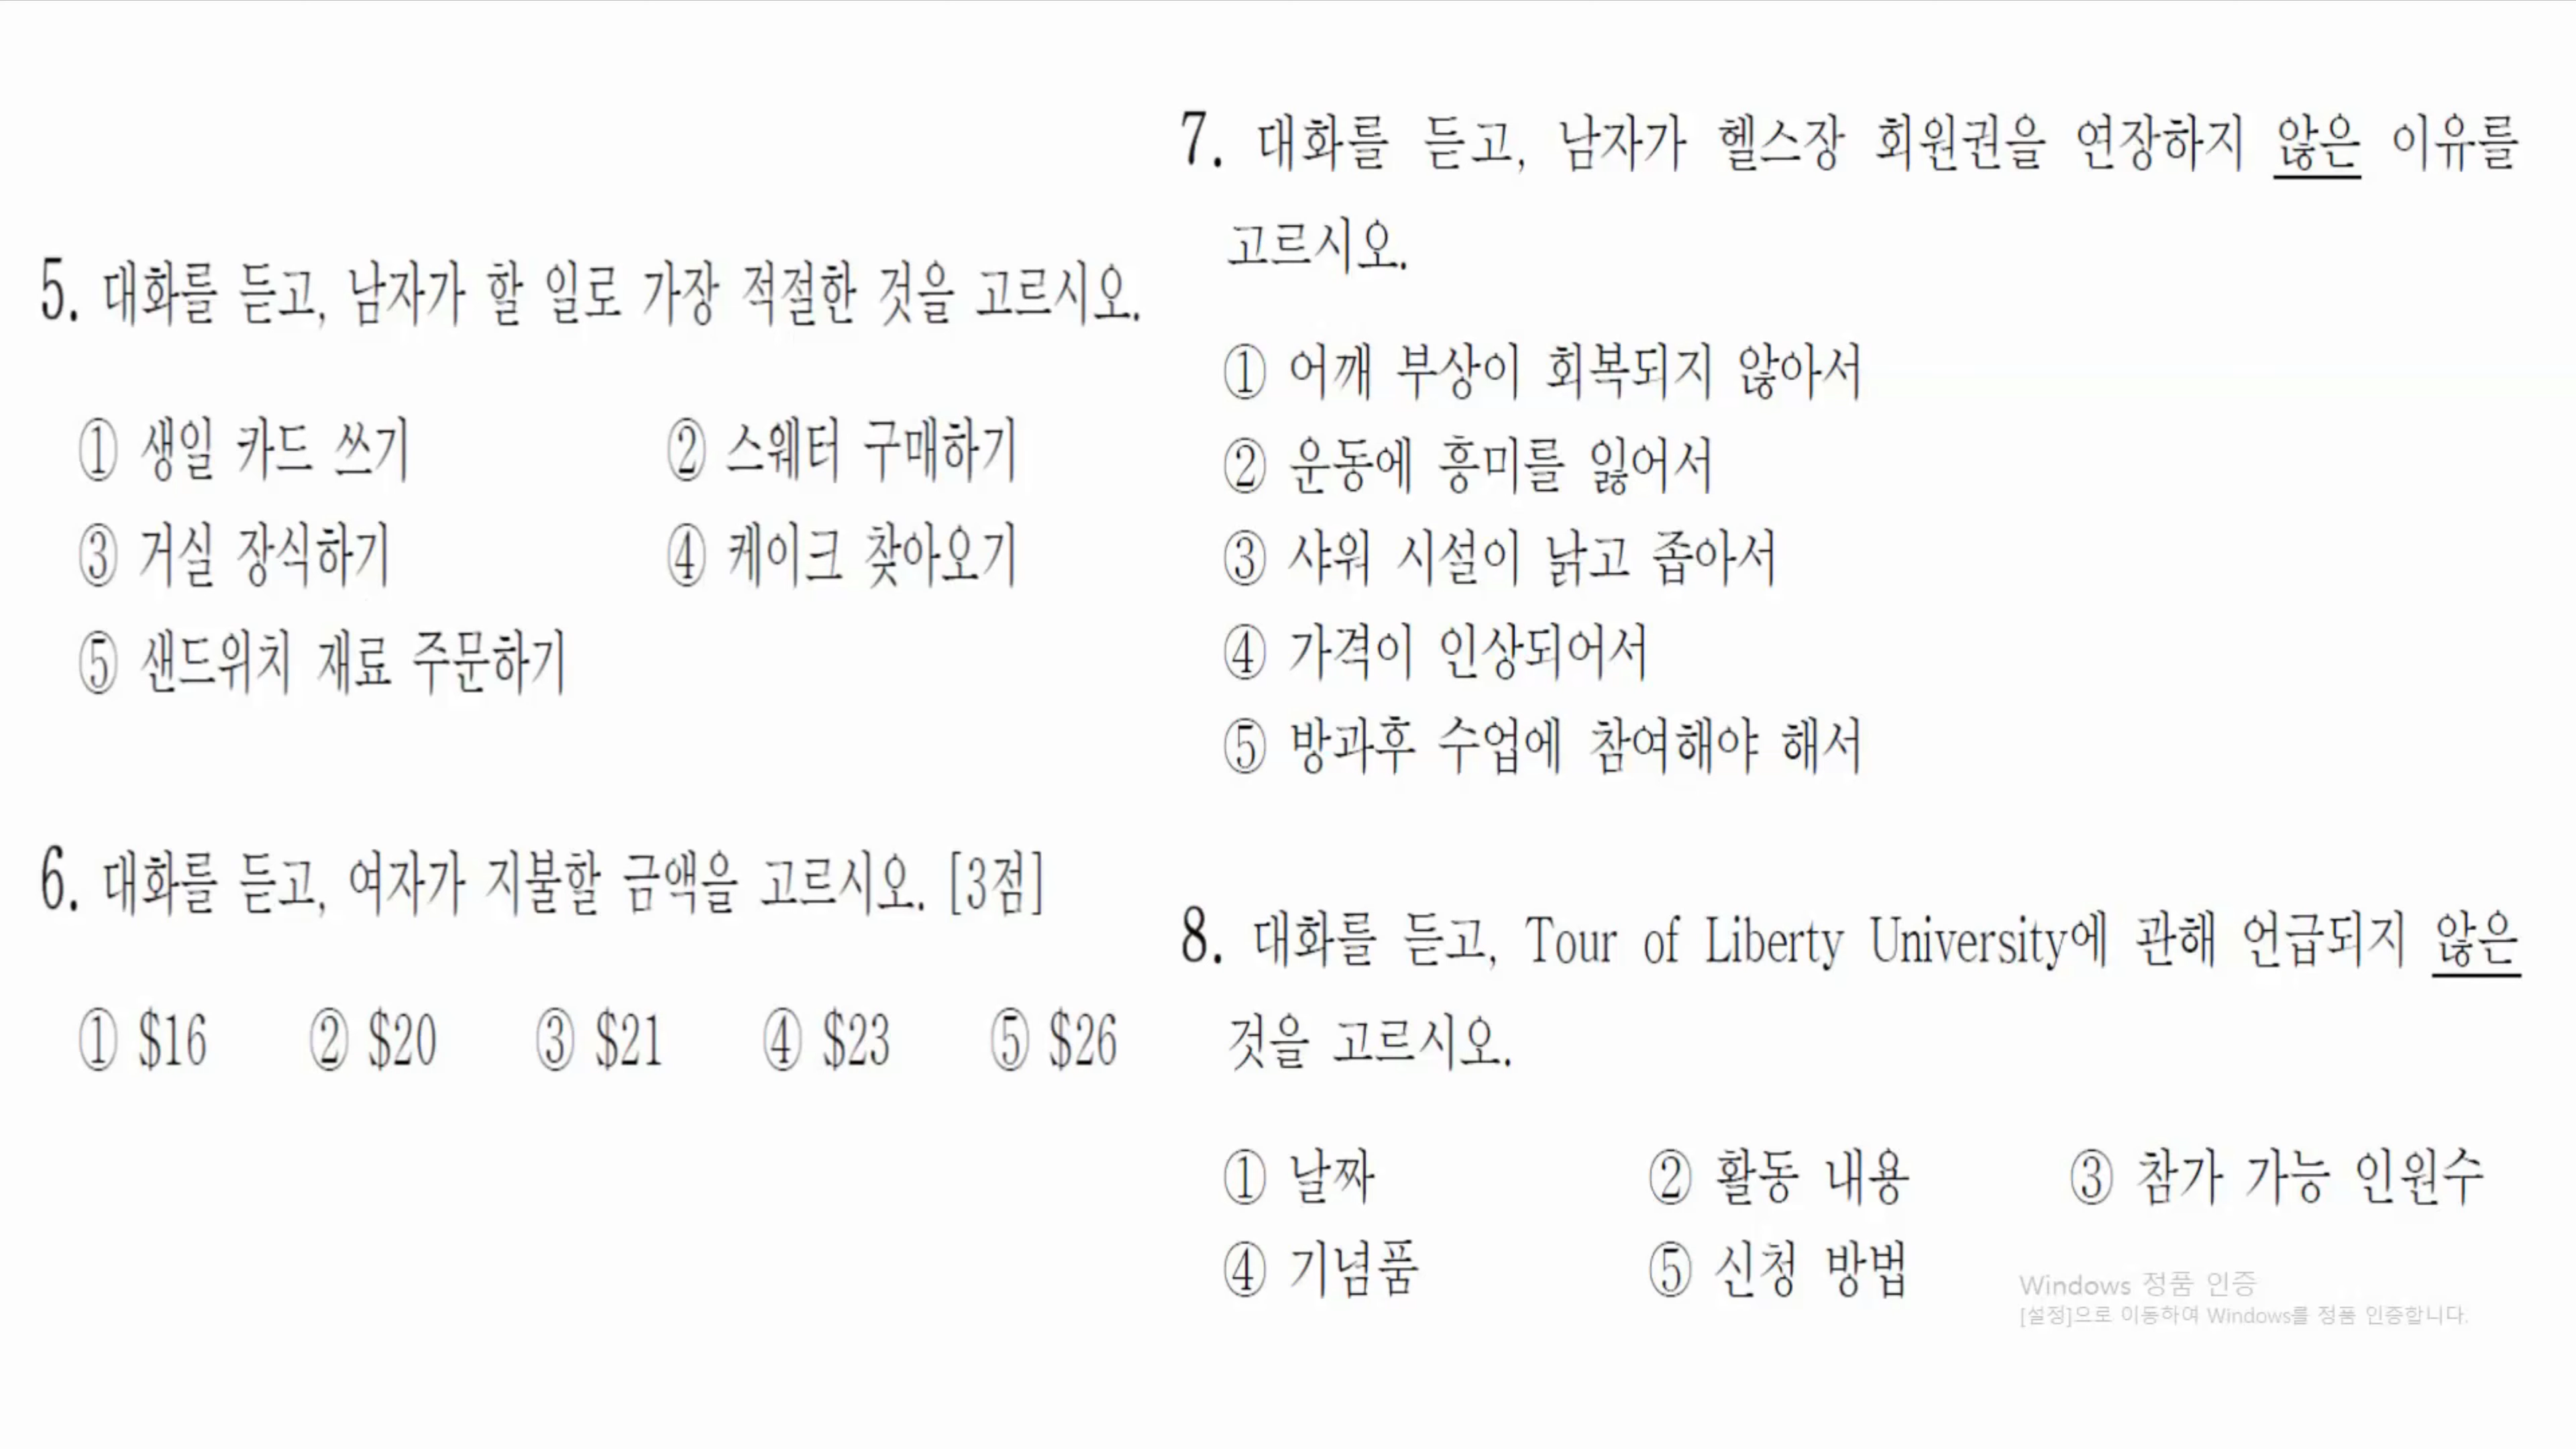 5. 대화를 듣고, 남자가 할 일로 가장 적절한 것을 고르시오.
① 생일 카드 쓰기 ② 스웨터 구매하기
③ 거실 장식하기 ④ 케이크 찾아오기
⑤ 샌드위치 재료 주문하기
6. 대화를 듣고, 여자가 지불할 금액을 고르시오. [3점]
① $16 ② $20 ③ $21 ④ $23 ⑤ $26
7. 대화를 듣고, 남자가 헬스장 회원권을 연장하지 않은 이유를
고르시오.
① 어깨 부상이 회복되지 않아서
② 운동에 흥미를 잃어서
③ 샤워 시설이 낡고 좁아서
④ 가격이 인상되어서
⑤ 방과후 수업에 참여해야 해서
8. 대화를 듣고, Tour of Liberty University에 관해 언급되지 않은
것을 고르시오.
① 날짜 ② 활동 내용 ③ 참가 가능 인원수
④ 기념품 ⑤ 신청 방법
Windows 정품 인증
[설정]으로 이동하여 Windows를 정품 인증합니다.